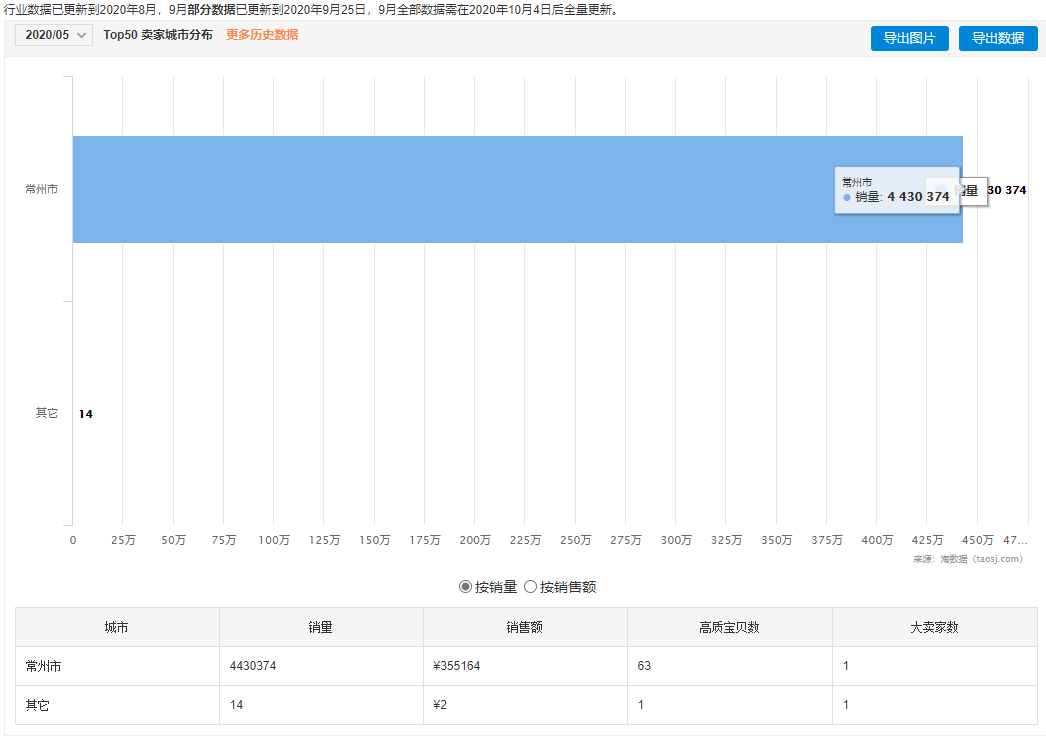 行业数据已更新到2020年8月，9月部分数据已更新到2020年9月25日，9月全部数据需在2020年10月4日后全量更新。
2020/05 Top50 卖家城市分布 更多历史数据 导出图片 导出数据
常州市
常州市
销量: 4 430 374
销量
30 374
其它 14
0 25万 50万 75万 100万 125万 150万 175万 200万 225万 250万 275万 300万 325万 350万 375万 400万 425万 450万 47...
来源：淘数据（taosj.com）
按销量 按销售额
城市 销量 销售额 高质宝贝数 大卖家数
常州市 4430374 ¥355164 63 1
其它 14 ¥2 1 1